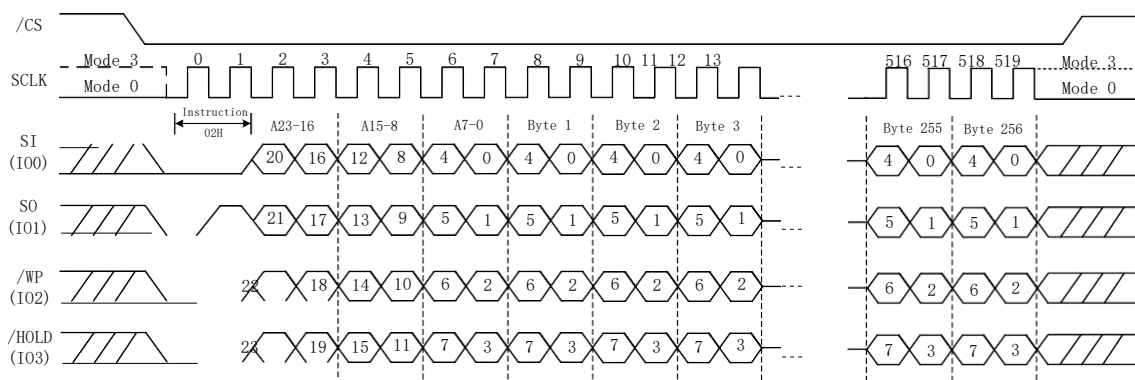 /CS
Mode 3 0 1 2 3 4 5 6 7 8 9 10 11 12 13 516 517 518 519 Mode 3
SCLK
Mode 0 Mode 0
Instruction
02H
A23-16 A15-8 A7-0 Byte 1 Byte 2 Byte 3 Byte 255 Byte 256
SI
(IO0) 20 16 12 8 4 0 4 0 4 0 4 0 4 0 4 0
SO
(IO1) 21 17 13 9 5 1 5 1 5 1 5 1 5 1 5 1
/WP
(IO2) 22 18 14 10 6 2 6 2 6 2 6 2 6 2 6 2
/HOLD
(IO3) 23 19 15 11 7 3 7 3 7 3 7 3 7 3 7 3